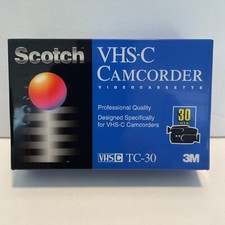 Scotch
VHS-C
CAMCORDER
VIDEOCASSETTE
Professional Quality
Designed Specifically
for VHS-C Camcorders
30
VHS C TC-30
3M